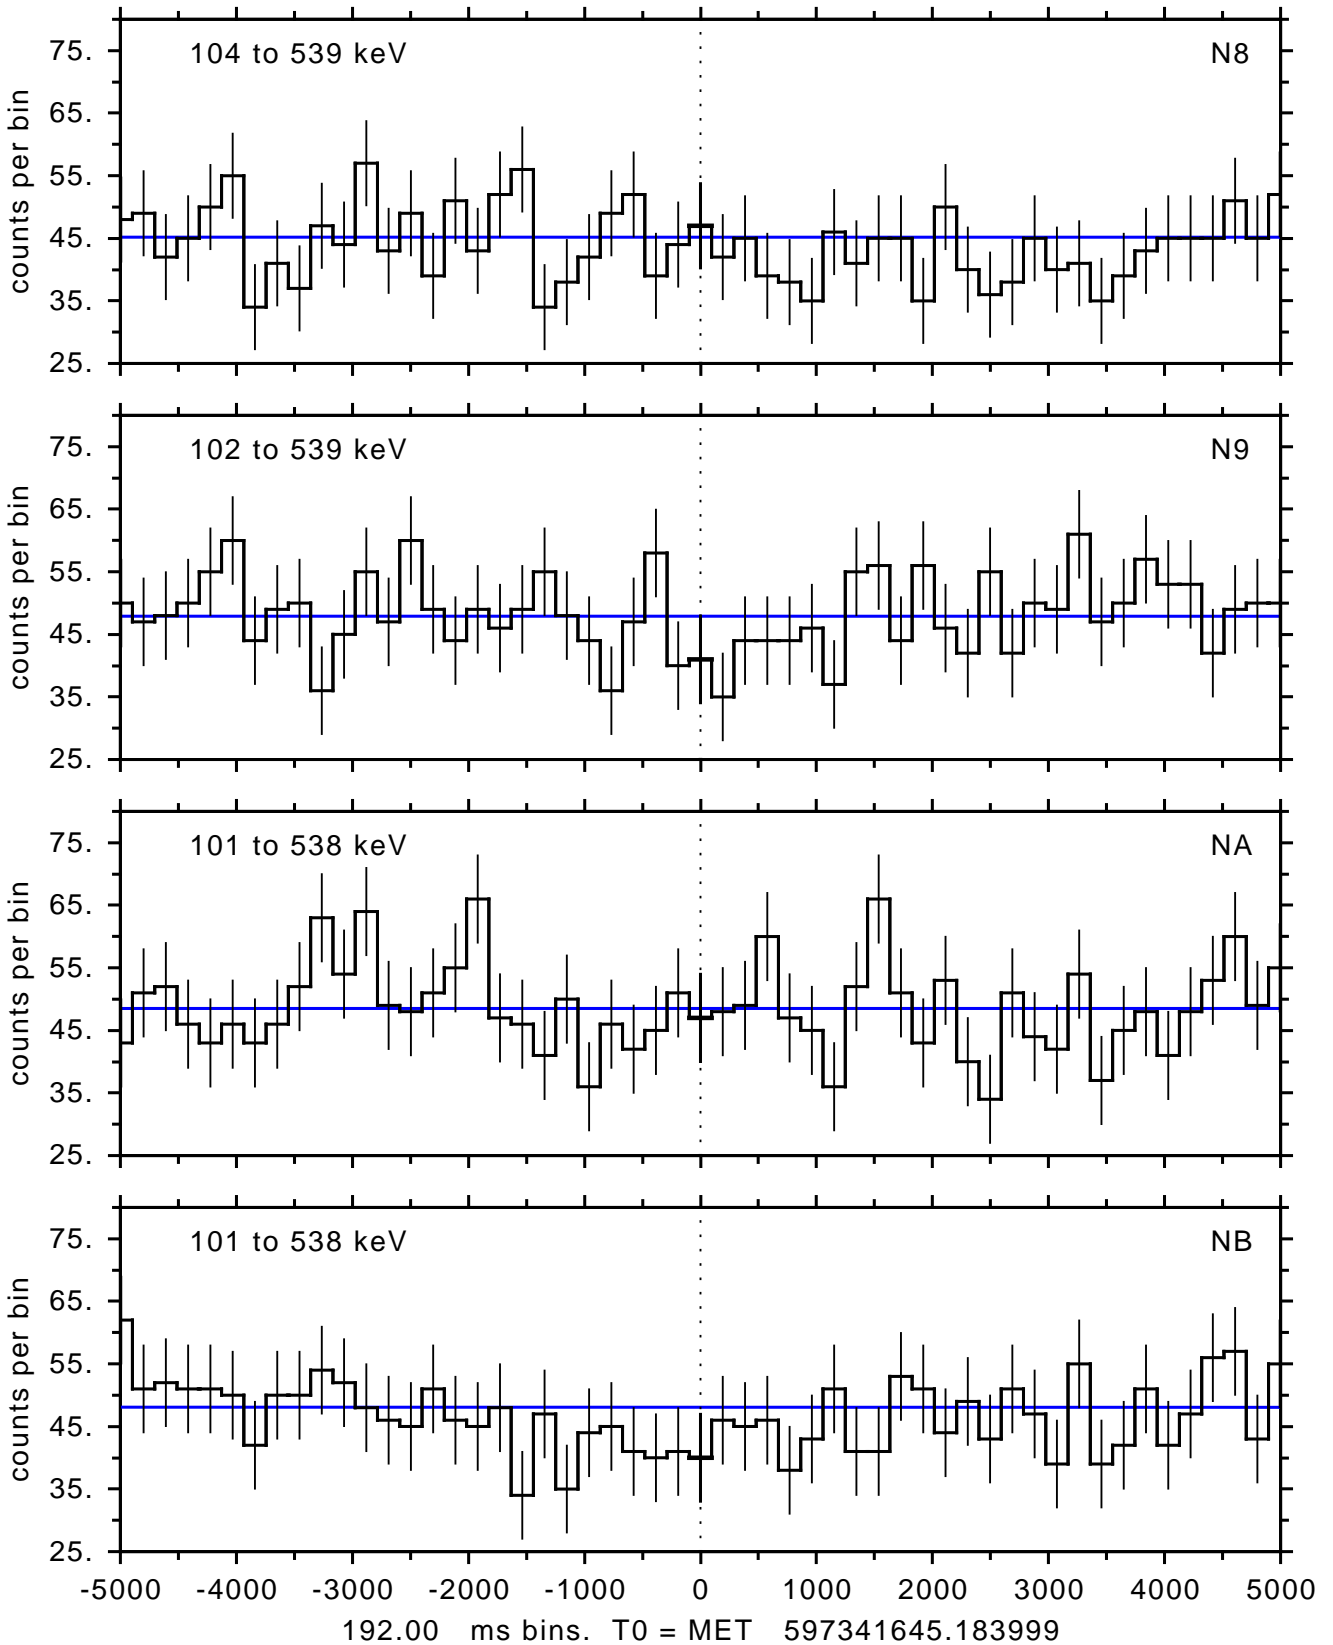 104 to 539 keV N8
75.
65.
55.
45.
35.
25.
counts per bin
102 to 539 keV N9
75.
65.
55.
45.
35.
25.
counts per bin
101 to 538 keV NA
75.
65.
55.
45.
35.
25.
counts per bin
101 to 538 keV NB
75.
65.
55.
45.
35.
25.
counts per bin
-5000 -4000 -3000 -2000 -1000 0 1000 2000 3000 4000 5000
192.00 ms bins. T0 = MET 597341645.183999